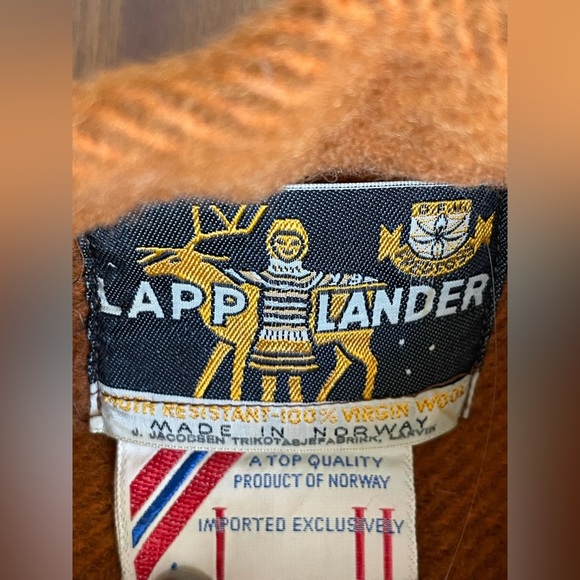 LAPP LANDER
MOTH RESISTANT-100% VIRGIN WOOL
MADE IN NORWAY
J. JACOBSEN TRIKOTASJEFABRIKK, LARVIK
A TOP QUALITY
PRODUCT OF NORWAY
IMPORTED EXCLUSIVELY